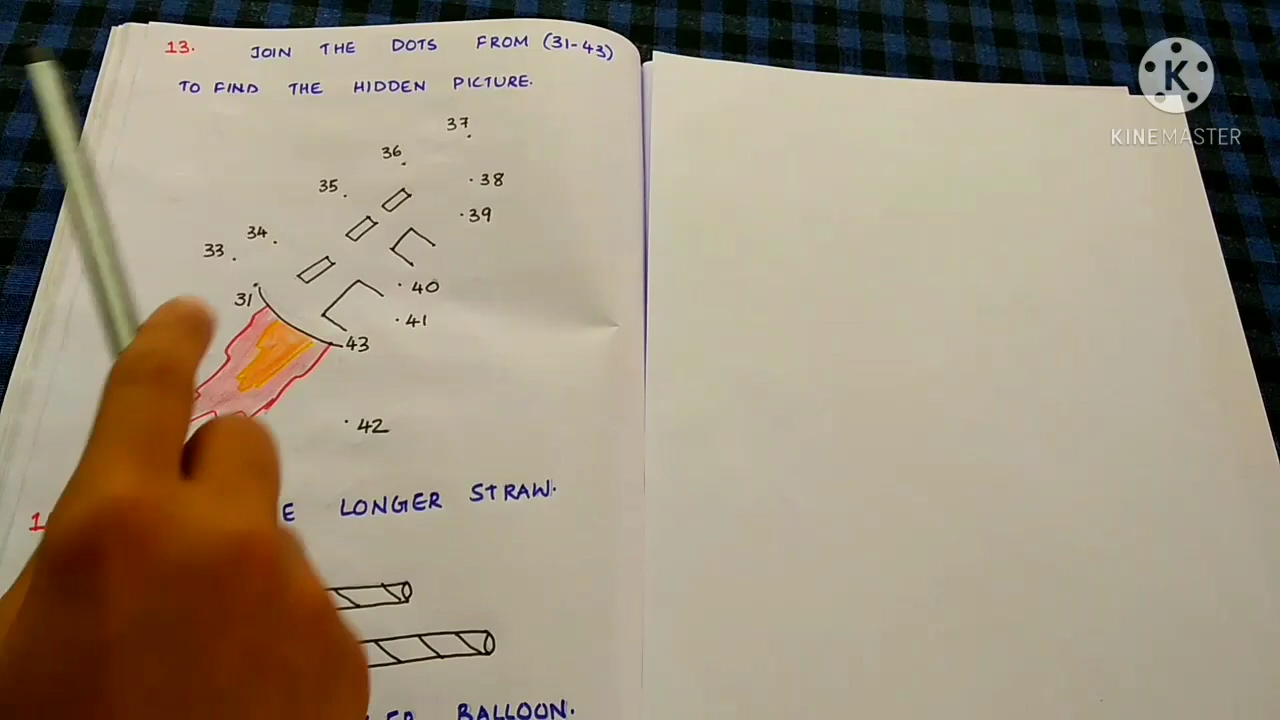 13. JOIN THE DOTS FROM (31-43)
TO FIND THE HIDDEN PICTURE.
37
36
35
38
39
34
33
31
40
41
43
42
LONGER STRAW.
BALLOON.
K
KINEMASTER